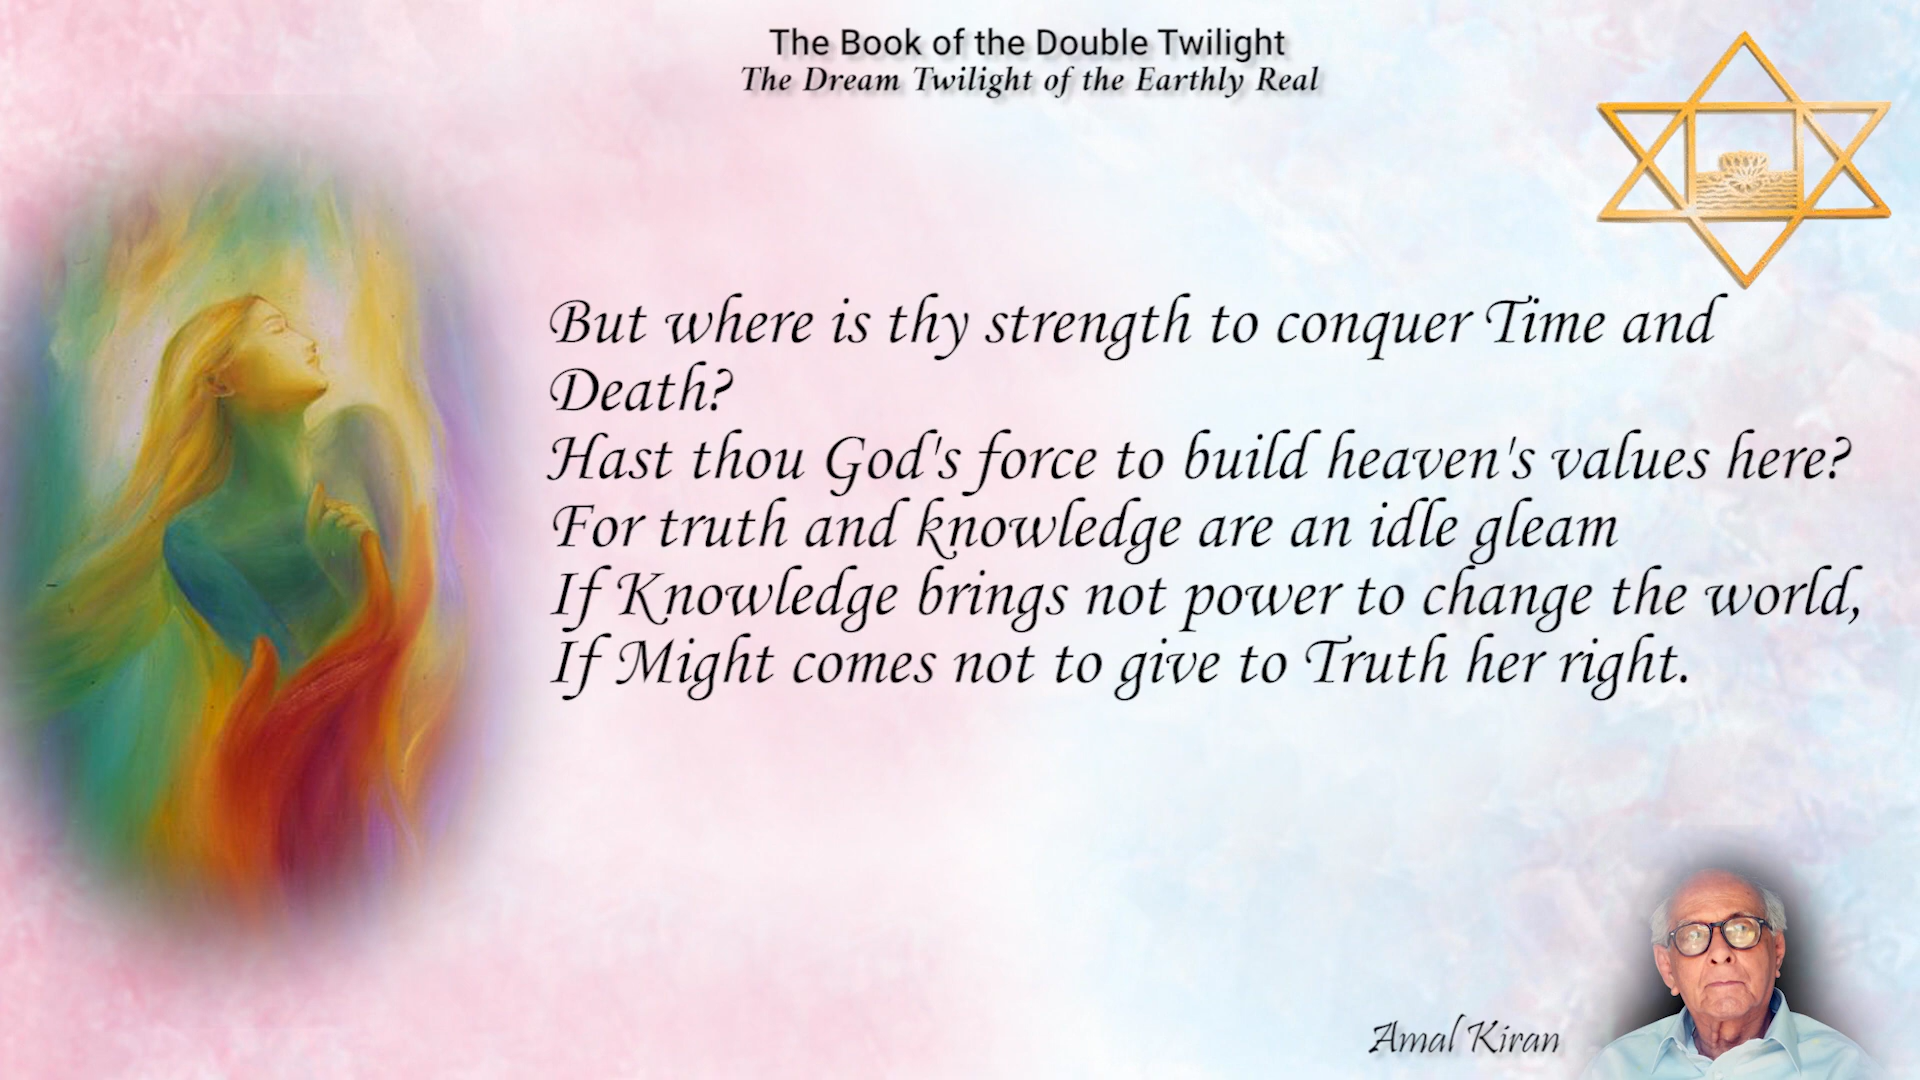 The Book of the Double Twilight
The Dream Twilight of the Earthly Real
But where is thy strength to conquer Time and
Death?
Hast thou God's force to build heaven's values here?
For truth and knowledge are an idle gleam
If Knowledge brings not power to change the world,
If Might comes not to give to Truth her right.
Amal Kiran